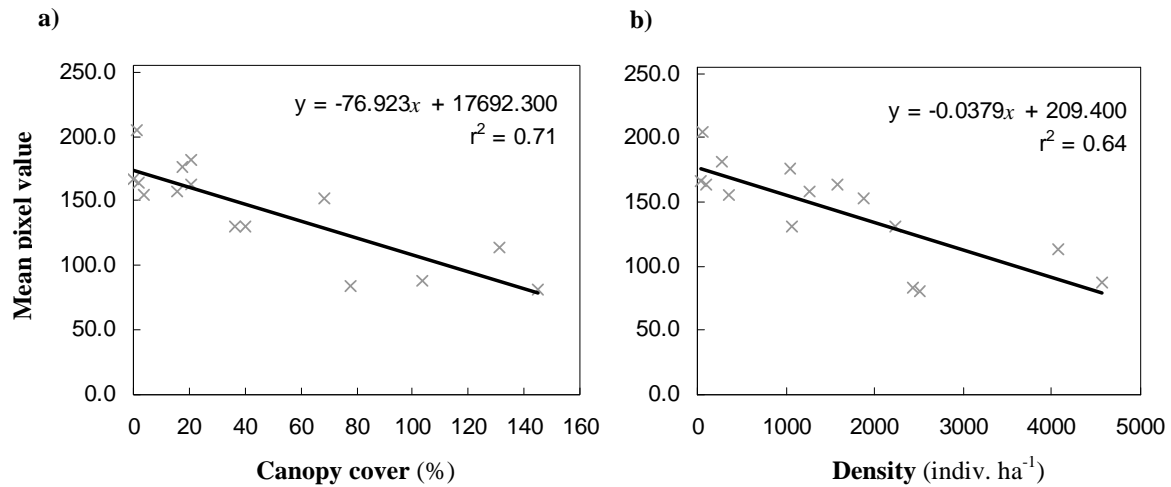 a)
Mean pixel value
250.0
200.0
150.0
100.0
50.0
0.0
y = -76.923x + 17692.300
r² = 0.71
0 20 40 60 80 100 120 140 160
Canopy cover (%)
b)
250.0
200.0
150.0
100.0
50.0
0.0
y = -0.0379x + 209.400
r² = 0.64
0 1000 2000 3000 4000 5000
Density (indiv. ha⁻¹)